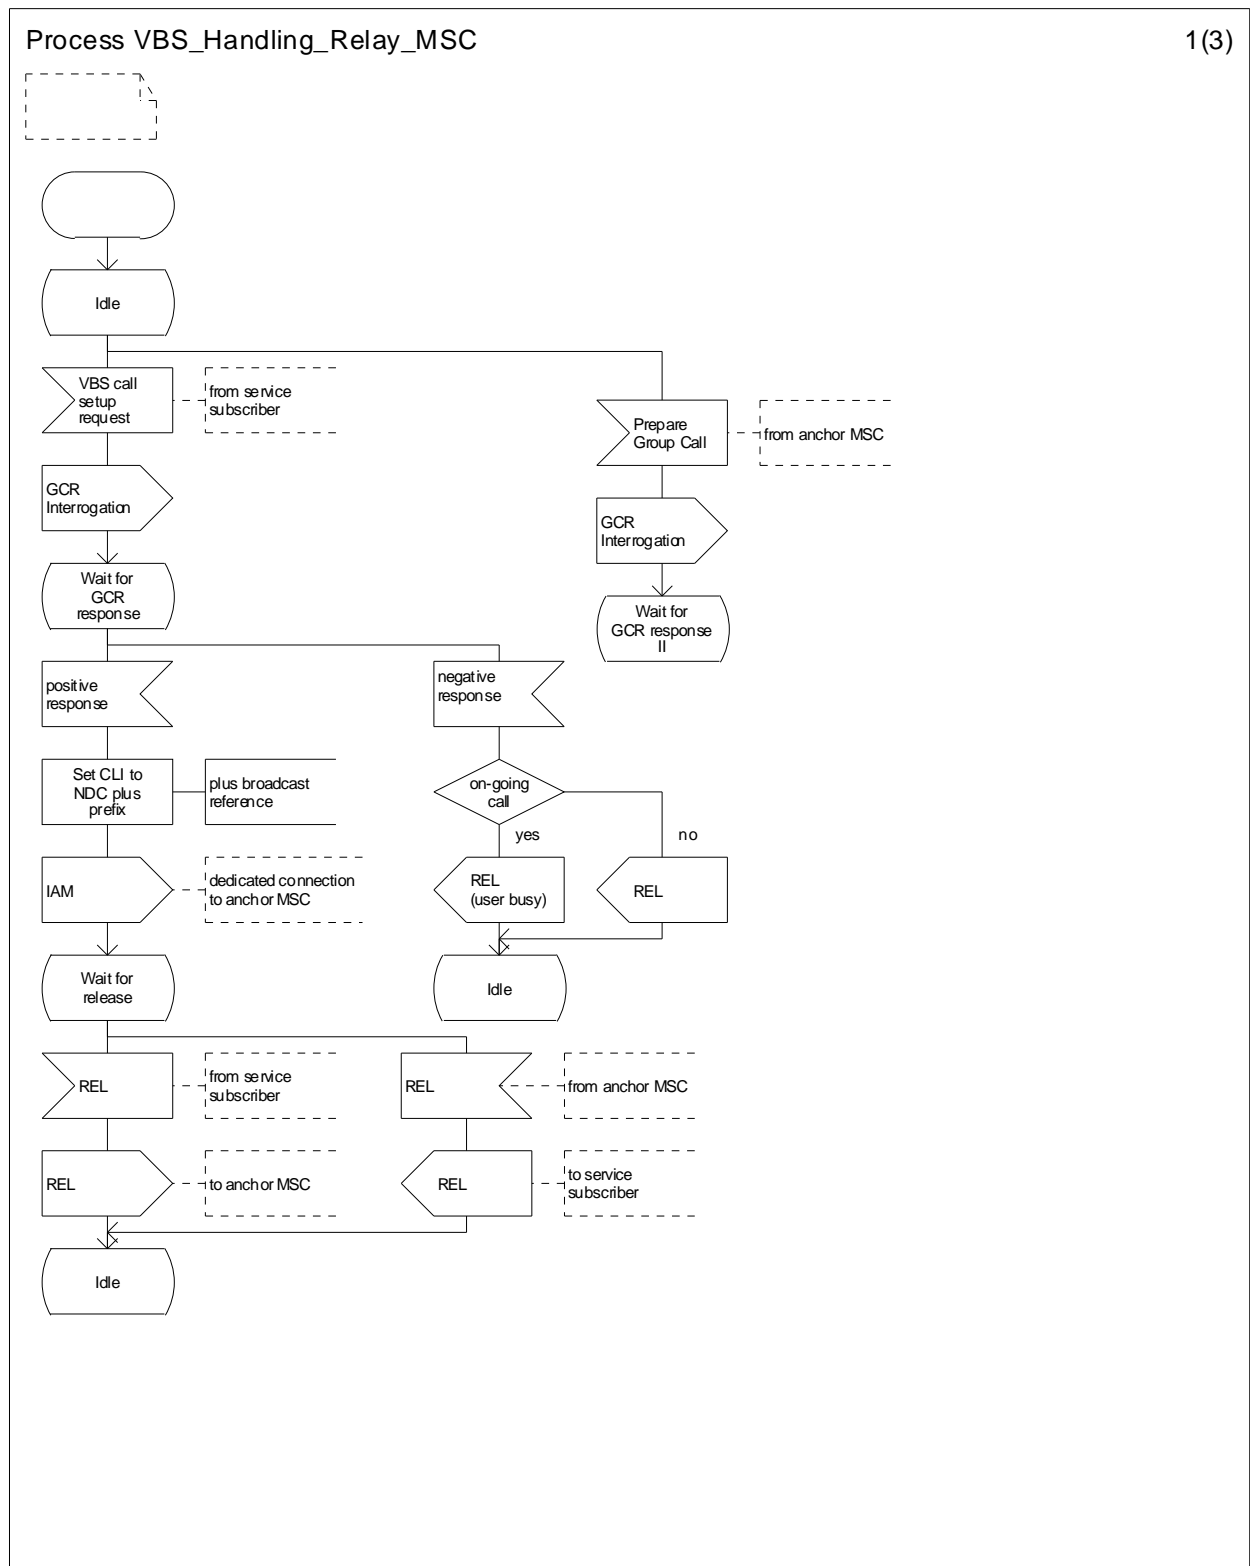 Process VBS_Handling_Relay_MSC
1(3)
Idle
VBS call
setup
request
from service
subscriber
Prepare
Group Call
from anchor MSC
GCR
Interrogation
GCR
Interrogation
Wait for
GCR
response
Wait for
GCR response
II
positive
response
negative
response
Set CLI to
NDC plus
prefix
plus broadcast
reference
on-going
call
yes
no
IAM
dedicated connection
to anchor MSC
REL
(user busy)
REL
Wait for
release
Idle
REL
from service
subscriber
REL
from anchor MSC
REL
to anchor MSC
REL
to service
subscriber
Idle